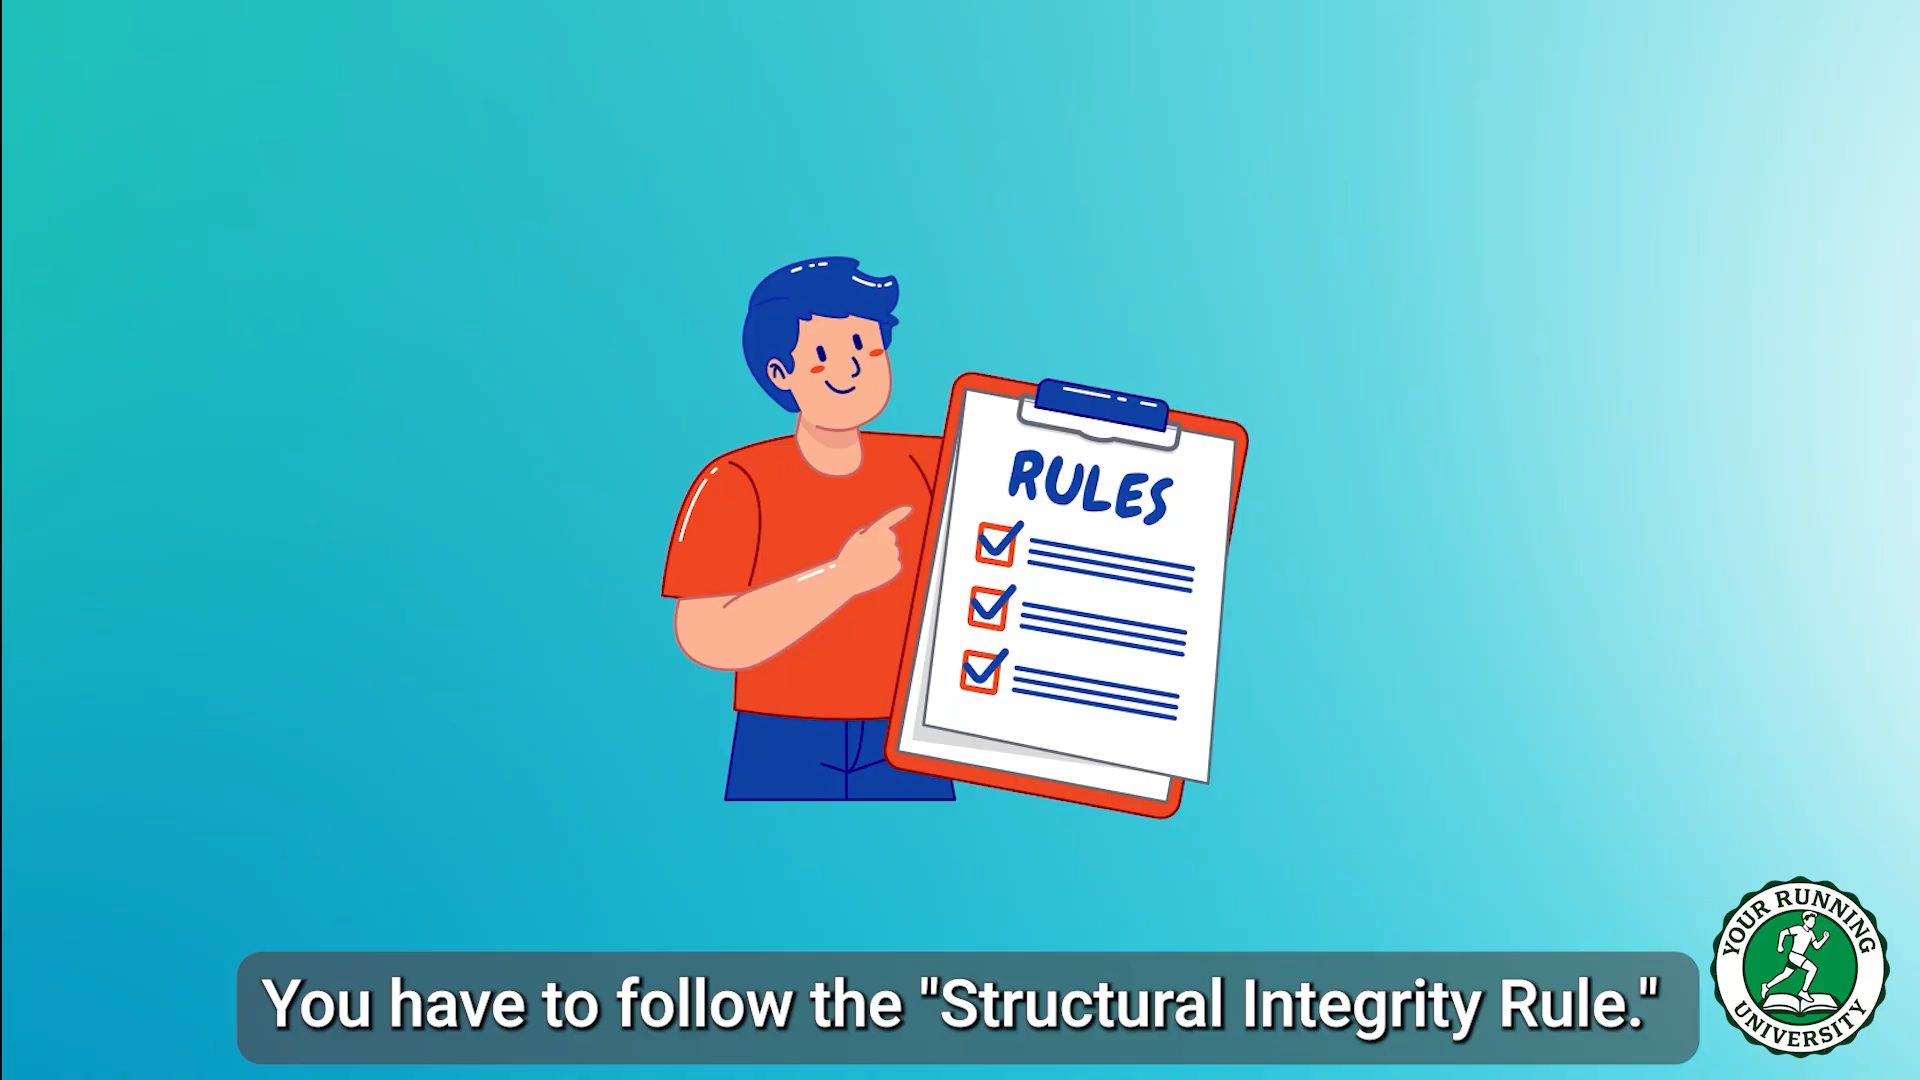 RULES
You have to follow the "Structural Integrity Rule."
YOUR RUNNING
UNIVERSITY